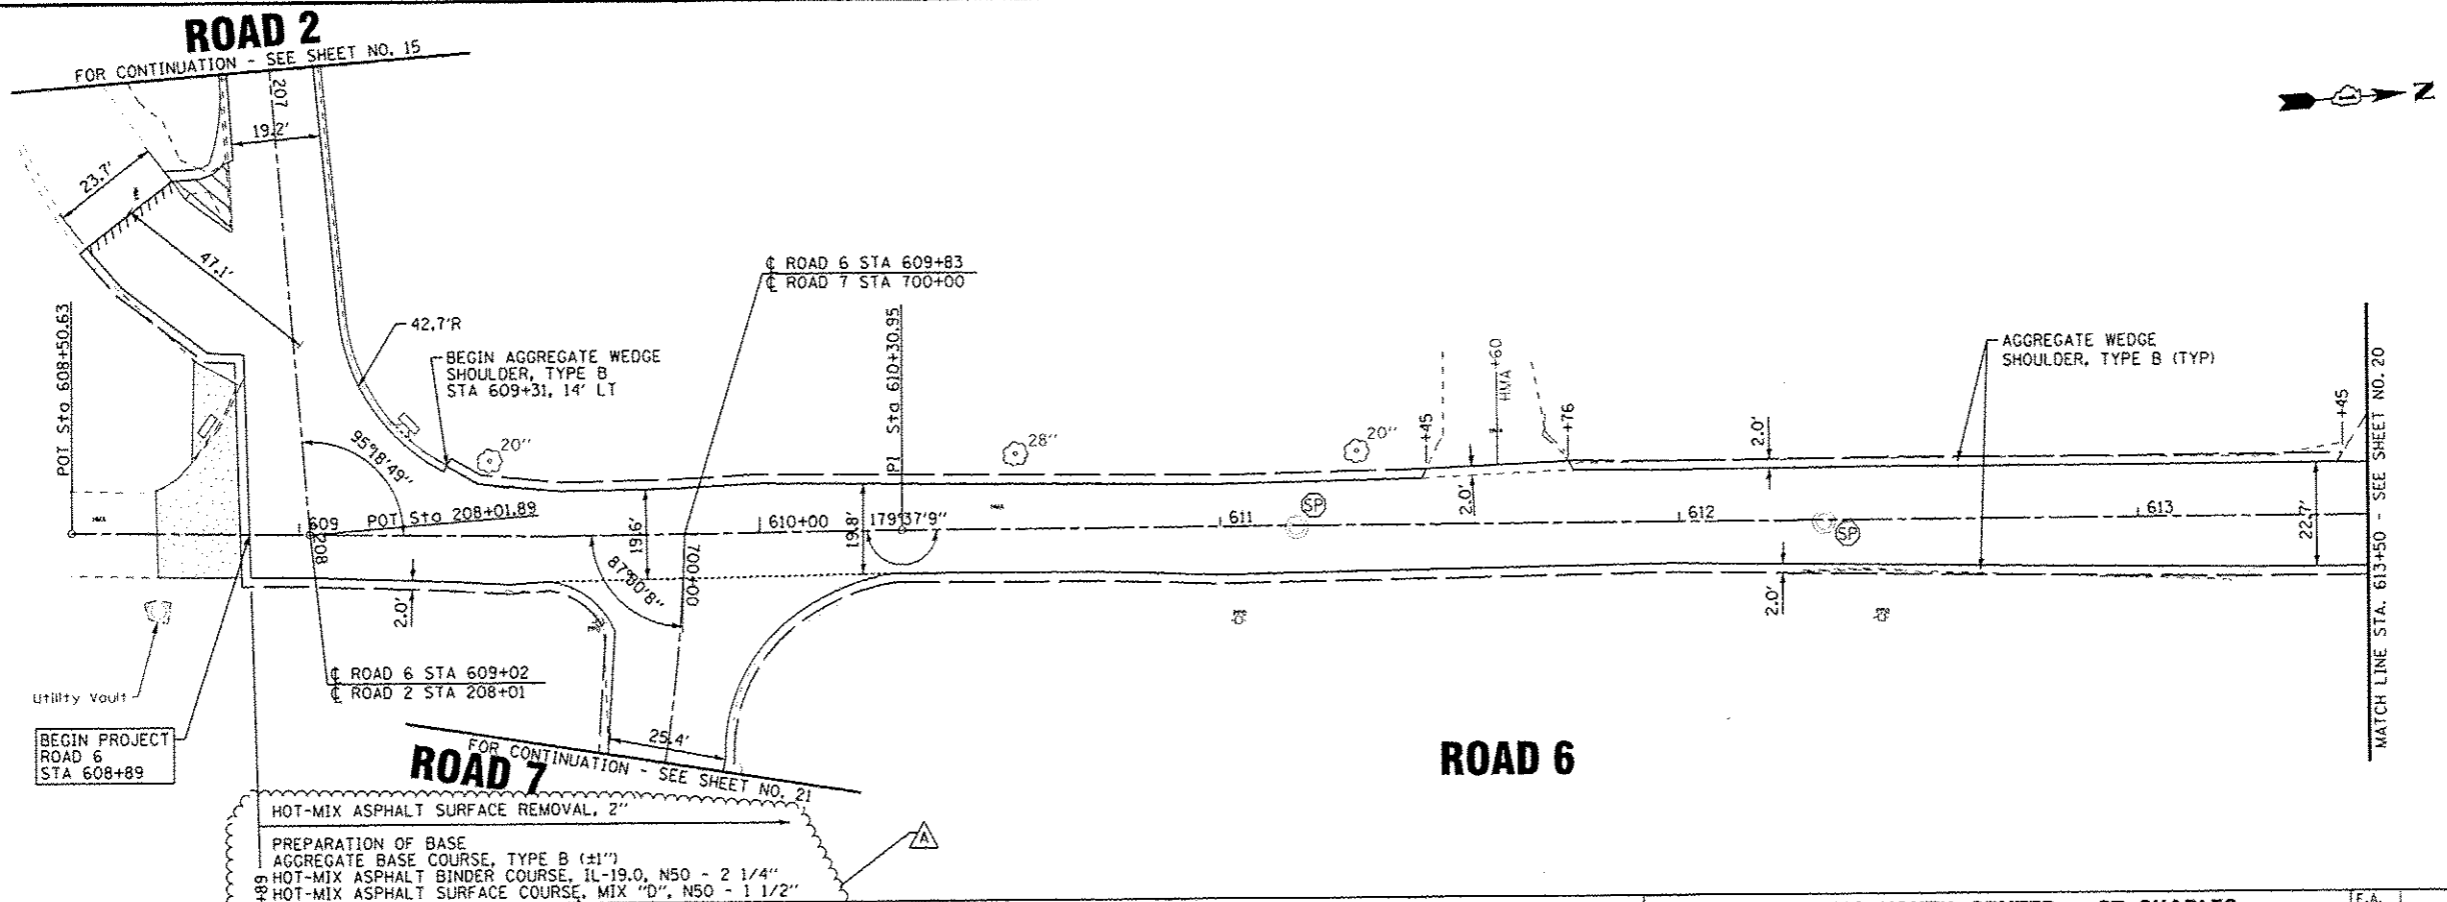 ROAD 2
FOR CONTINUATION - SEE SHEET NO. 15
207
19.2'
23.7'
47.1'
N
POT Sta 608+50.63
42.7'R
BEGIN AGGREGATE WEDGE
SHOULDER, TYPE B
STA 609+31, 14' LT
℄ ROAD 6 STA 609+83
℄ ROAD 7 STA 700+00
PI Sta 610+30.95
HMA +60
AGGREGATE WEDGE
SHOULDER, TYPE B (TYP)
95°18'49"
20"
28"
20"
+45
+76
2.0'
+45
2.0'
SP
HMA
609
POT Sta 208+01.89
208
19.6'
610+00
19.8'
179°37'9"
611
612
SP
613
22.7'
700+00
2.0'
2.0'
MATCH LINE STA. 613+50 - SEE SHEET NO. 20
℄ ROAD 6 STA 609+02
℄ ROAD 2 STA 208+01
Utility Vault
BEGIN PROJECT
ROAD 6
STA 608+89
25.4'
FOR CONTINUATION - SEE SHEET NO. 21
ROAD 7
ROAD 6
HOT-MIX ASPHALT SURFACE REMOVAL, 2"
A
PREPARATION OF BASE
AGGREGATE BASE COURSE, TYPE B (±1")
HOT-MIX ASPHALT BINDER COURSE, IL-19.0, N50 - 2 1/4"
HOT-MIX ASPHALT SURFACE COURSE, MIX "D", N50 - 1 1/2"
+89
F.A.